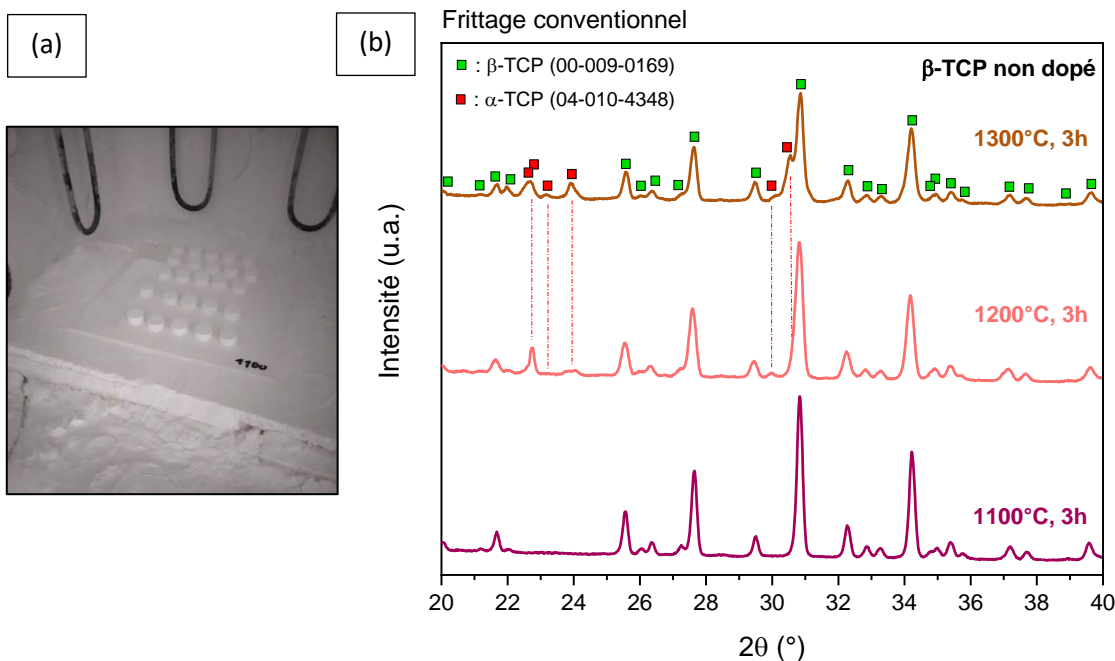 (a)
(b)
Frittage conventionnel
: β-TCP (00-009-0169)
: α-TCP (04-010-4348)
β-TCP non dopé
1300°C, 3h
1200°C, 3h
1100°C, 3h
Intensité (u.a.)
20 22 24 26 28 30 32 34 36 38 40
2θ (°)
1100